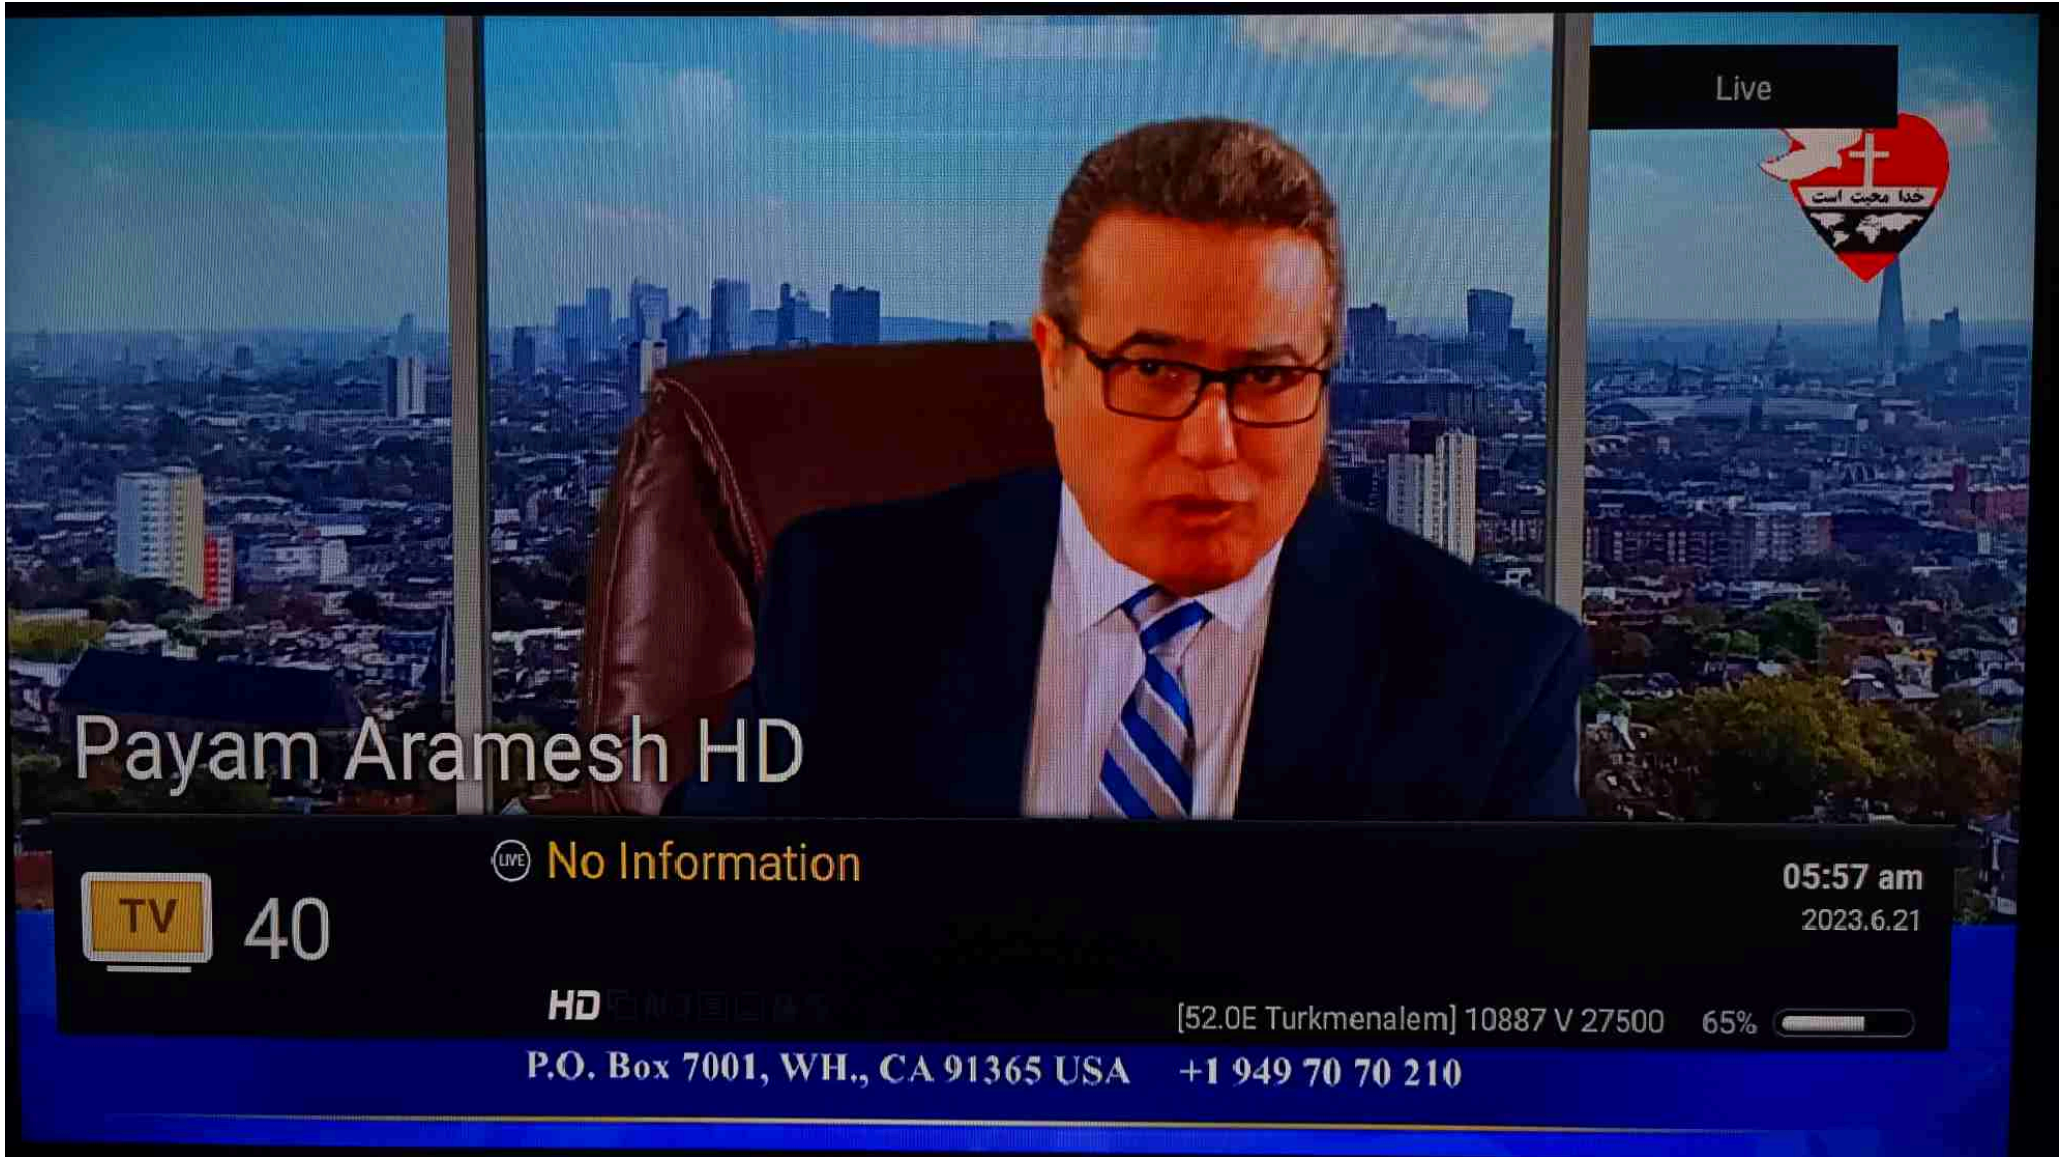 Live
خدا محبت است
Payam Aramesh HD
LIVE No Information
05:57 am
TV 40
2023.6.21
HD
[52.0E Turkmenalem] 10887 V 27500 65%
P.O. Box 7001, WH., CA 91365 USA +1 949 70 70 210